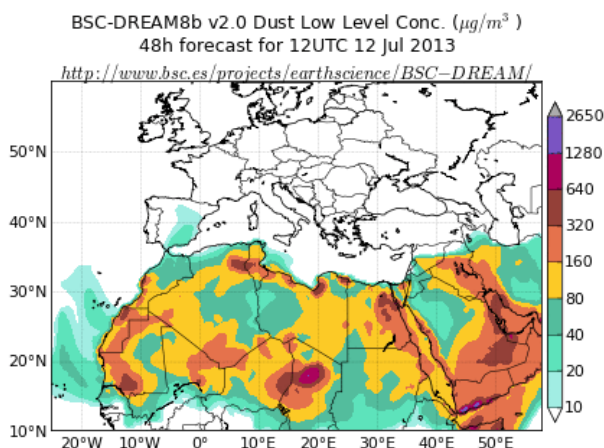 BSC-DREAM8b v2.0 Dust Low Level Conc. (μg/m³ )
48h forecast for 12UTC 12 Jul 2013
http://www.bsc.es/projects/earthscience/BSC−DREAM/
50°N
40°N
30°N
20°N
10°N
20°W 10°W 0° 10°E 20°E 30°E 40°E 50°E
2650
1280
640
320
160
80
40
20
10